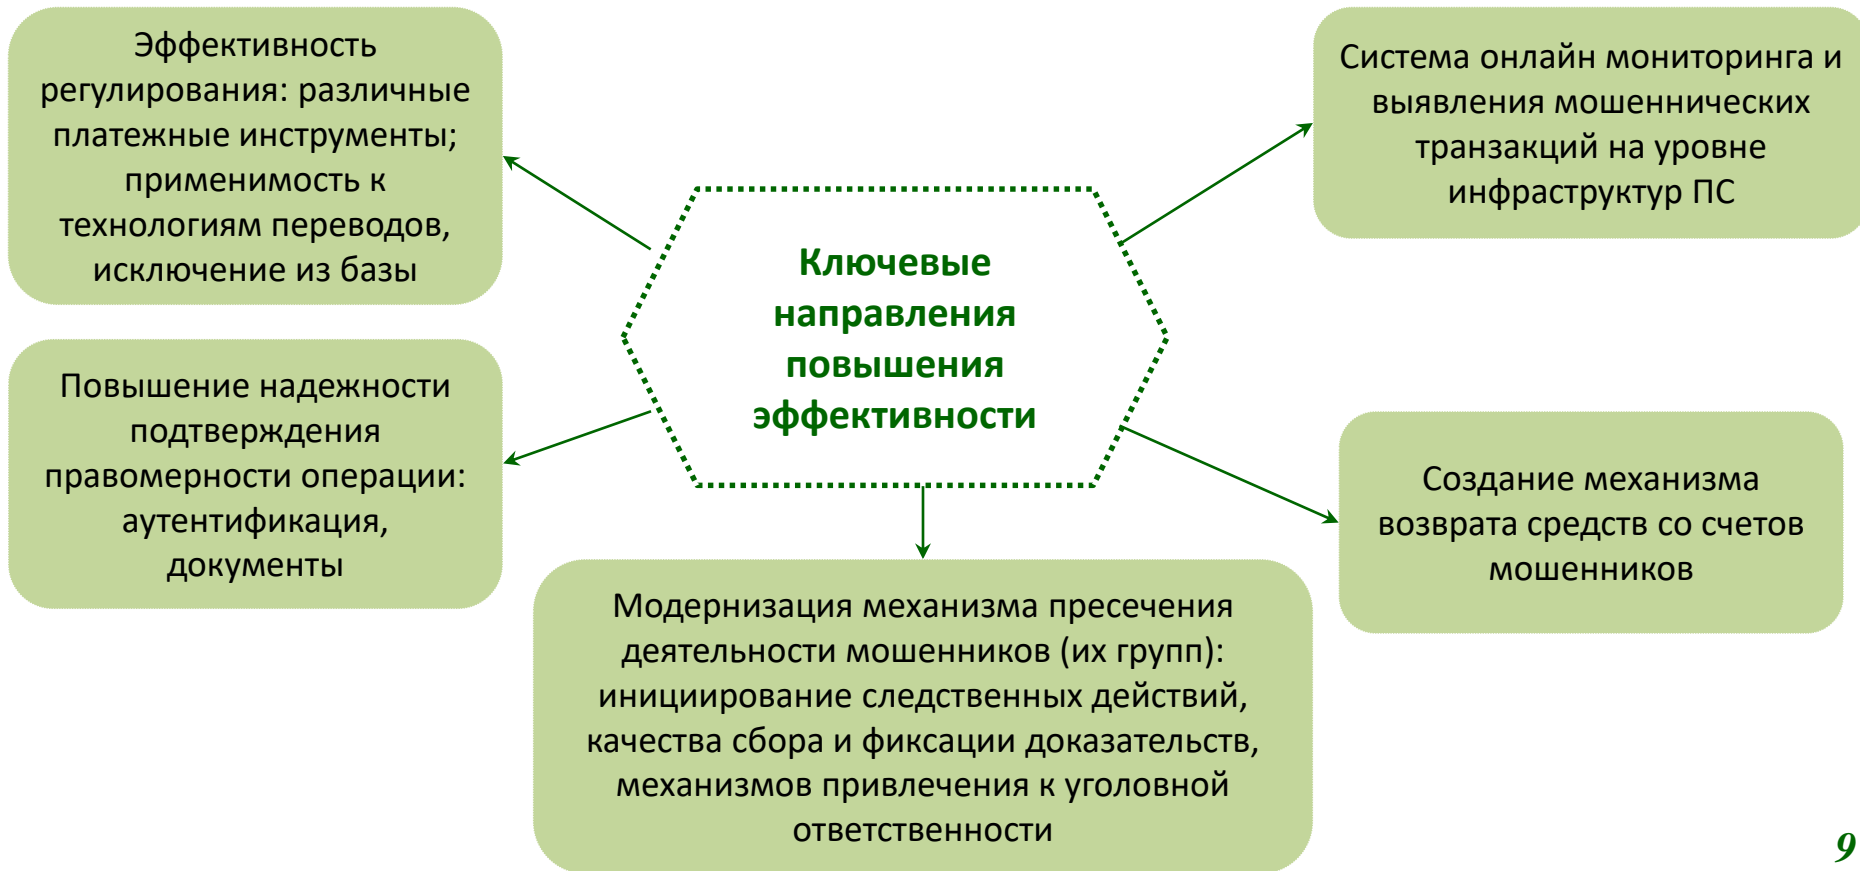 Эффективность
регулирования: различные
платежные инструменты;
применимость к
технологиям переводов,
исключение из базы
Система онлайн мониторинга и
выявления мошеннических
транзакций на уровне
инфраструктур ПС
Ключевые
направления
повышения
эффективности
Повышение надежности
подтверждения
правомерности операции:
аутентификация,
документы
Создание механизма
возврата средств со счетов
мошенников
Модернизация механизма пресечения
деятельности мошенников (их групп):
инициирование следственных действий,
качества сбора и фиксации доказательств,
механизмов привлечения к уголовной
ответственности
9